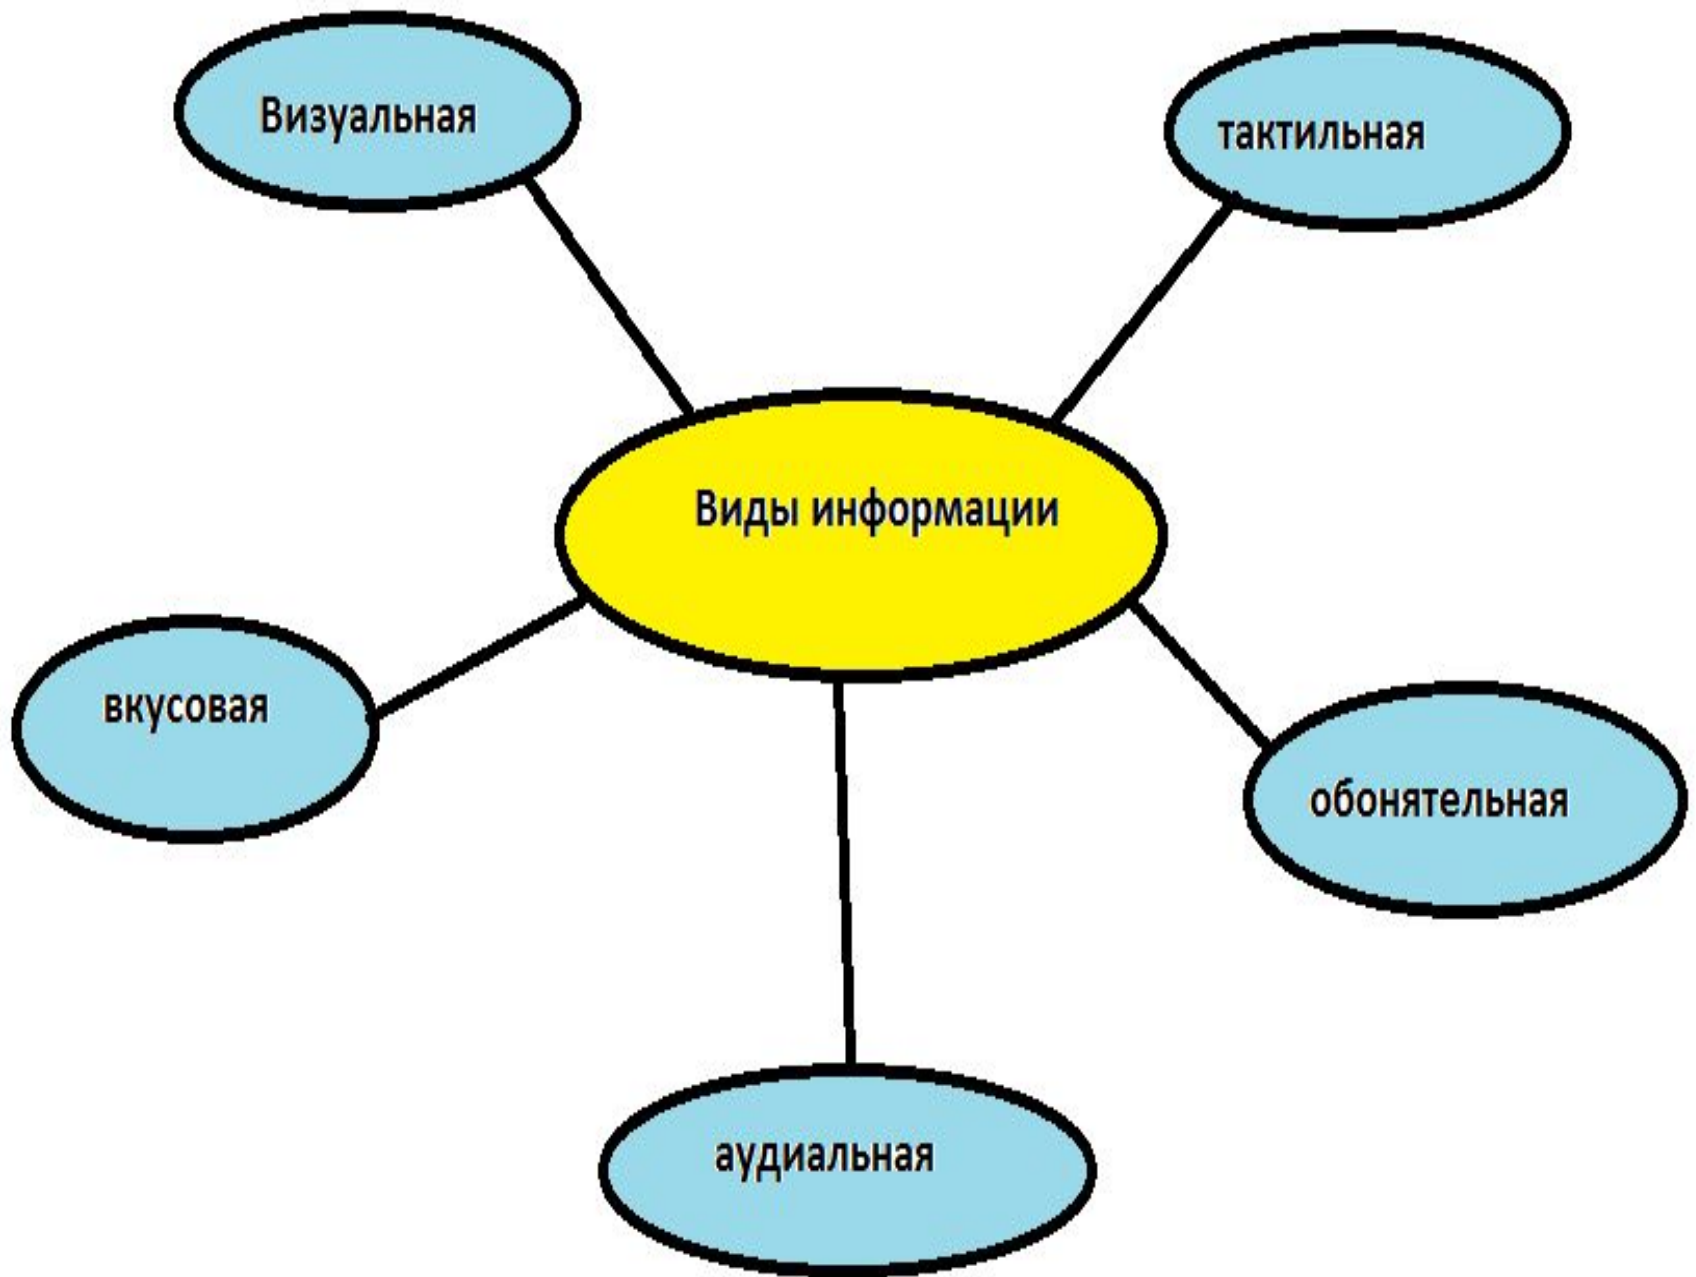 Визуальная
тактильная
Виды информации
вкусовая
обонятельная
аудиальная